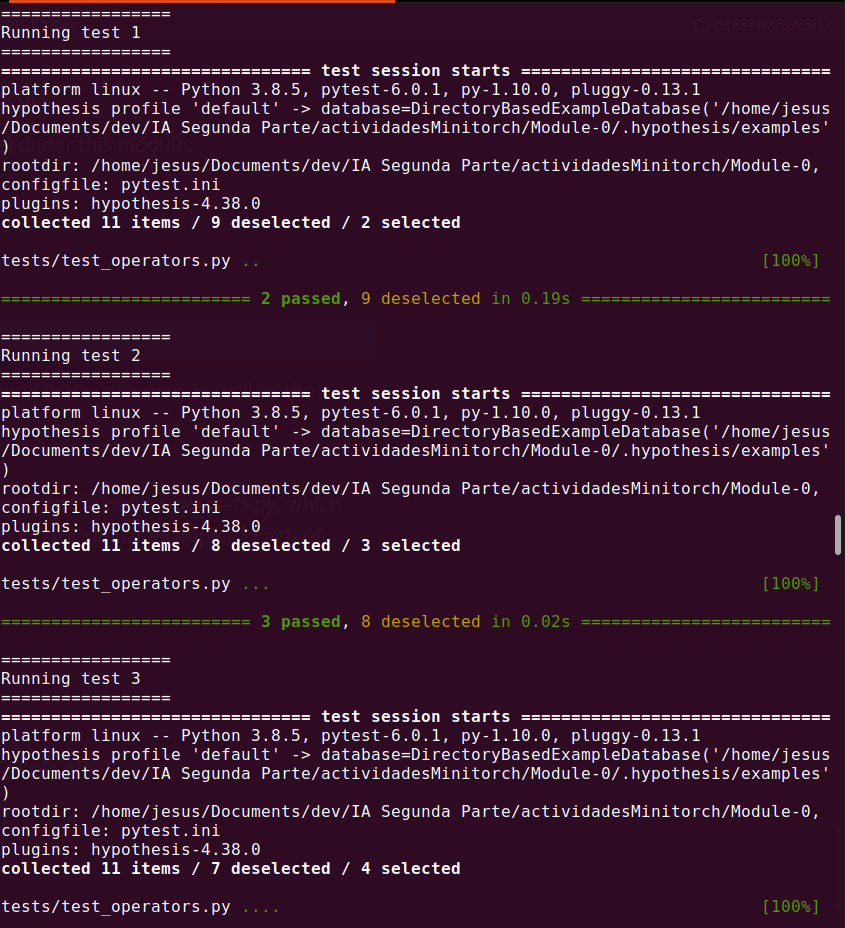 Other Bookmarks
=================
Running test 1
=================
=============================== test session starts ===============================
platform linux -- Python 3.8.5, pytest-6.0.1, py-1.10.0, pluggy-0.13.1
hypothesis profile 'default' -> database=DirectoryBasedExampleDatabase('/home/jesus
/Documents/dev/IA Segunda Parte/actividadesMinitorch/Module-0/.hypothesis/examples'
)
under this module.
rootdir: /home/jesus/Documents/dev/IA Segunda Parte/actividadesMinitorch/Module-0,
configfile: pytest.ini
plugins: hypothesis-4.38.0
collected 11 items / 9 deselected / 2 selected
tests/test_operators.py .. [100%]
========================= 2 passed, 9 deselected in 0.19s =========================
=================
Running test 2
=================
=============================== test session starts ===============================
platform linux -- Python 3.8.5, pytest-6.0.1, py-1.10.0, pluggy-0.13.1
hypothesis profile 'default' -> database=DirectoryBasedExampleDatabase('/home/jesus
/Documents/dev/IA Segunda Parte/actividadesMinitorch/Module-0/.hypothesis/examples'
)
rootdir: /home/jesus/Documents/dev/IA Segunda Parte/actividadesMinitorch/Module-0,
configfile: pytest.ini
which
plugins: hypothesis-4.38.0
collected 11 items / 8 deselected / 3 selected
tests/test_operators.py ... [100%]
========================= 3 passed, 8 deselected in 0.02s =========================
=================
Running test 3
=================
=============================== test session starts ===============================
platform linux -- Python 3.8.5, pytest-6.0.1, py-1.10.0, pluggy-0.13.1
hypothesis profile 'default' -> database=DirectoryBasedExampleDatabase('/home/jesus
/Documents/dev/IA Segunda Parte/actividadesMinitorch/Module-0/.hypothesis/examples'
)
rootdir: /home/jesus/Documents/dev/IA Segunda Parte/actividadesMinitorch/Module-0,
configfile: pytest.ini
plugins: hypothesis-4.38.0
collected 11 items / 7 deselected / 4 selected
tests/test_operators.py .... [100%]